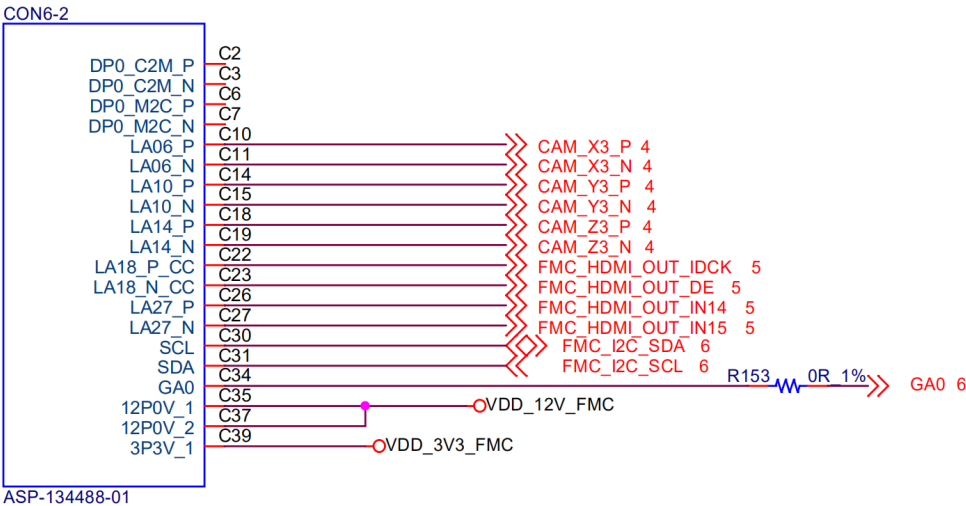 CON6-2
DP0_C2M_P C2
DP0_C2M_N C3
DP0_M2C_P C6
DP0_M2C_N C7
LA06_P C10 CAM_X3_P 4
LA06_N C11 CAM_X3_N 4
LA10_P C14 CAM_Y3_P 4
LA10_N C15 CAM_Y3_N 4
LA14_P C18 CAM_Z3_P 4
LA14_N C19 CAM_Z3_N 4
LA18_P_CC C22 FMC_HDMI_OUT_IDCK 5
LA18_N_CC C23 FMC_HDMI_OUT_DE 5
LA27_P C26 FMC_HDMI_OUT_IN14 5
LA27_N C27 FMC_HDMI_OUT_IN15 5
SCL C30 FMC_I2C_SDA 6
SDA C31 FMC_I2C_SCL 6
GA0 C34 R153 0R_1% GA0 6
12P0V_1 C35 VDD_12V_FMC
12P0V_2 C37
3P3V_1 C39 VDD_3V3_FMC
ASP-134488-01